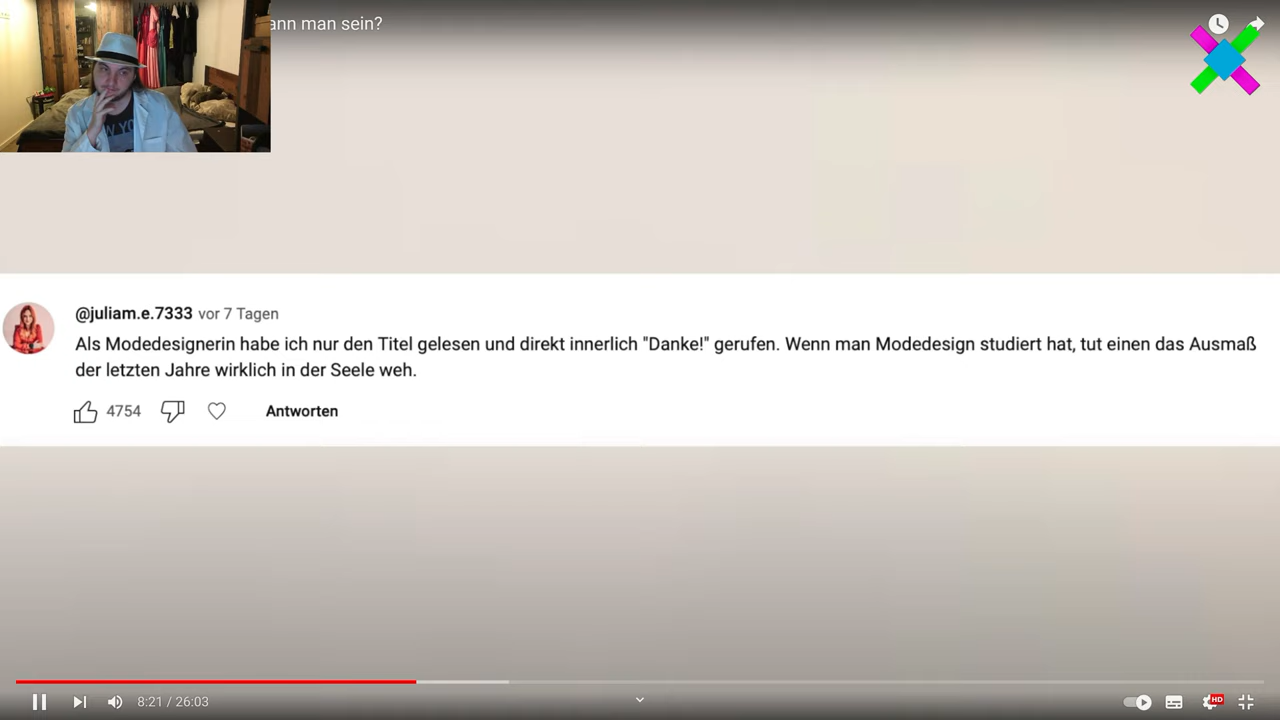 ann man sein?
W YO
@juliam.e.7333 vor 7 Tagen
Als Modedesignerin habe ich nur den Titel gelesen und direkt innerlich "Danke!" gerufen. Wenn man Modedesign studiert hat, tut einen das Ausmaß
der letzten Jahre wirklich in der Seele weh.
4754 Antworten
8:21 / 26:03
HD